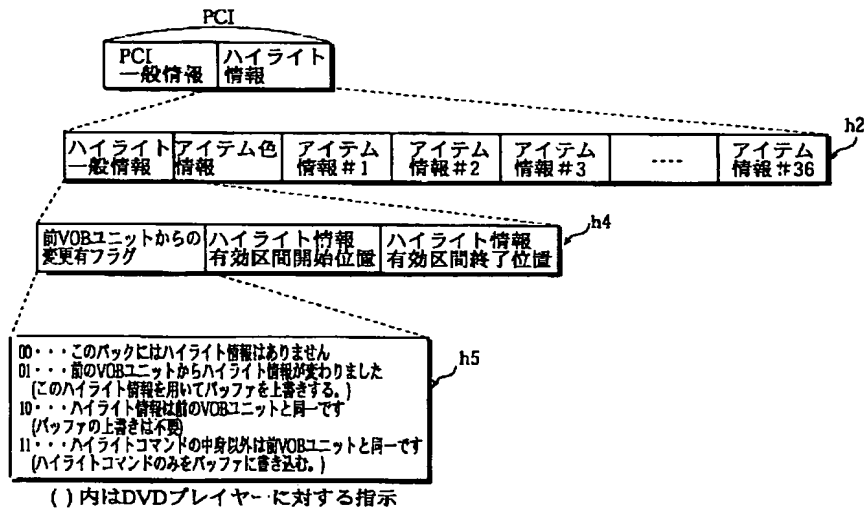 PCI
PCI
一般情報
ハイライト
情報
h2
ハイライト
一般情報
アイテム色
情報
アイテム
情報#1
アイテム
情報#2
アイテム
情報#3
----
アイテム
情報#36
h4
前VOBユニットからの
変更有フラグ
ハイライト情報
有効区間開始位置
ハイライト情報
有効区間終了位置
h5
00・・・このパックにはハイライト情報はありません
01・・・前のVOBユニットからハイライト情報が変わりました
(このハイライト情報を用いてバッファを上書きする。)
10・・・ハイライト情報は前のVOBユニットと同一です
(バッファの上書きは不要)
11・・・ハイライトコマンドの中身以外は前VOBユニットと同一です
(ハイライトコマンドのみをバッファに書き込む。)
( )内はDVDプレイヤーに対する指示